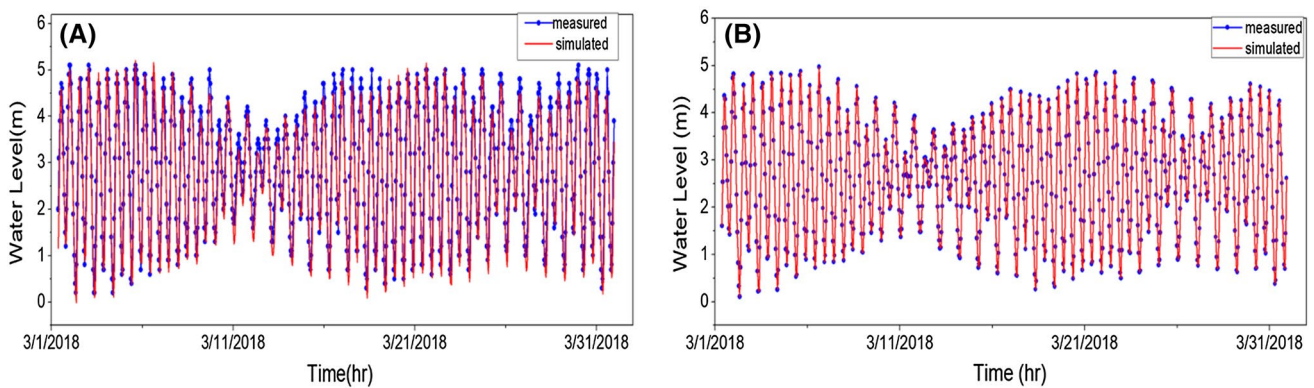 (A)
measured
simulated
6
5
4
3
2
1
0
Water Level(m)
3/1/2018
3/11/2018
3/21/2018
3/31/2018
Time(hr)
(B)
measured
simulated
6
5
4
3
2
1
0
Water Level (m))
3/1/2018
3/11/2018
3/21/2018
3/31/2018
Time (hr)